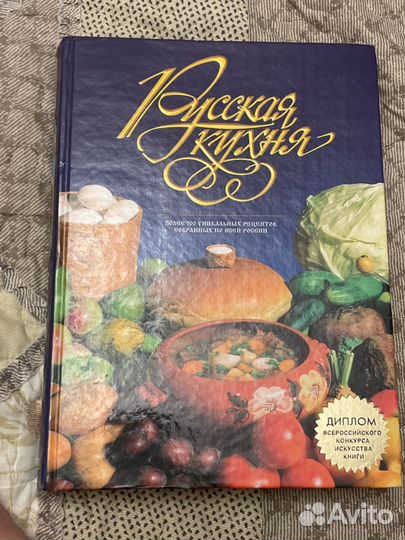 Русская
кухня
БОЛЕЕ 500 УНИКАЛЬНЫХ РЕЦЕПТОВ,
СОБРАННЫХ ПО ВСЕЙ РОССИИ
ДИПЛОМ
ВСЕРОССИЙСКОГО
КОНКУРСА
ИСКУССТВА
КНИГИ
Avito